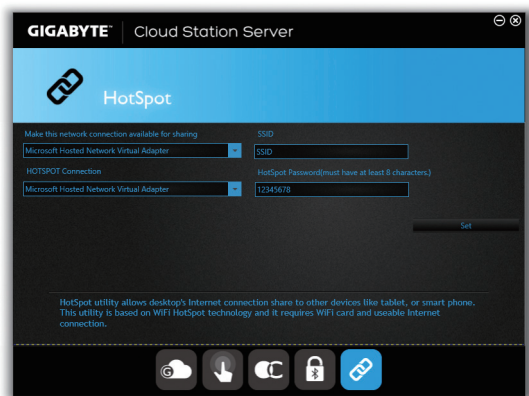 GIGABYTE™ Cloud Station Server
HotSpot
Make this network connection available for sharing
Microsoft Hosted Network Virtual Adapter
SSID
SSID
HOTSPOT Connection
Microsoft Hosted Network Virtual Adapter
HotSpot Password(must have at least 8 characters.)
12345678
Set
HotSpot utility allows desktop's Internet connection share to other devices like tablet, or smart phone.
This utility is based on WiFi HotSpot technology and it requires WiFi card and useable Internet
connection.
G